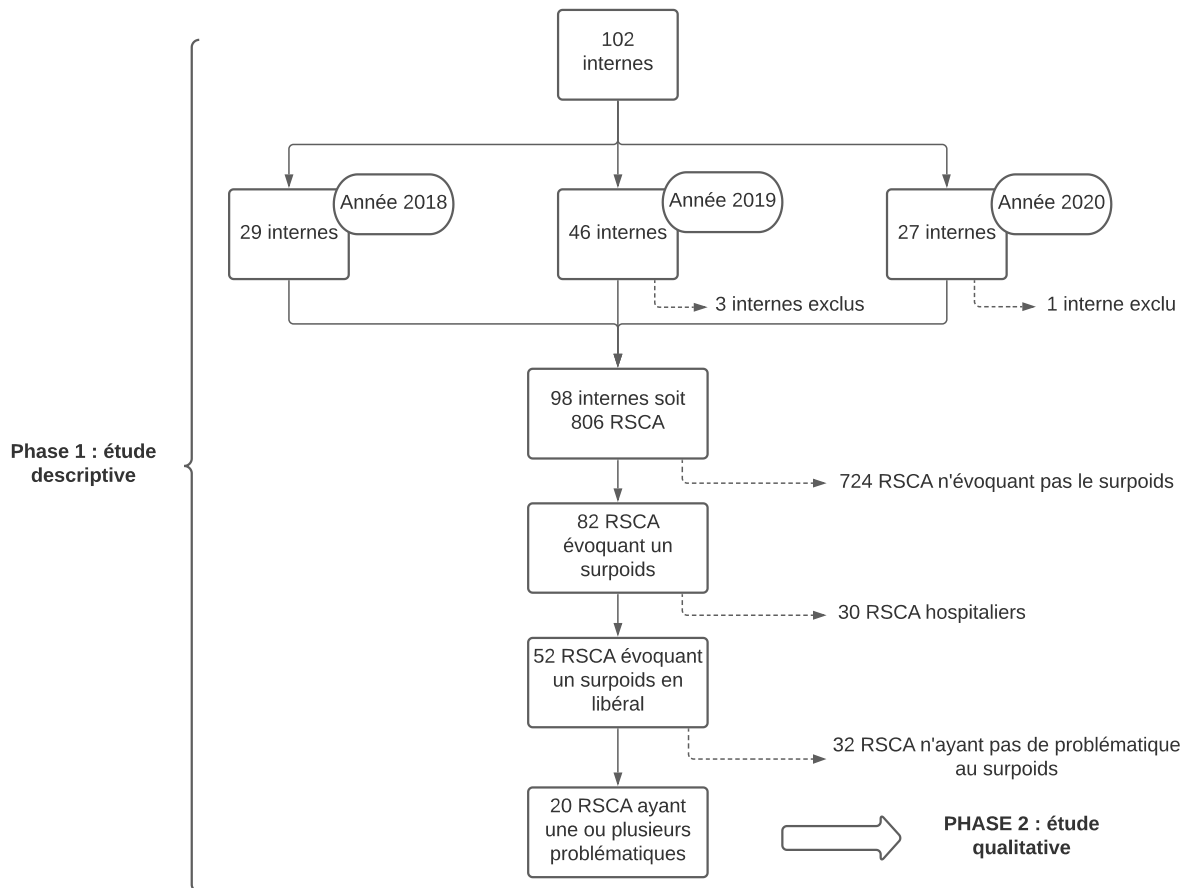 102
internes
Année 2018
29 internes
Année 2019
46 internes
Année 2020
27 internes
3 internes exclus
1 interne exclu
98 internes soit
806 RSCA
Phase 1 : étude
descriptive
724 RSCA n'évoquant pas le surpoids
82 RSCA
évoquant un
surpoids
30 RSCA hospitaliers
52 RSCA évoquant
un surpoids en
libéral
32 RSCA n'ayant pas de problématique
au surpoids
20 RSCA ayant
une ou plusieurs
problématiques
PHASE 2 : étude
qualitative